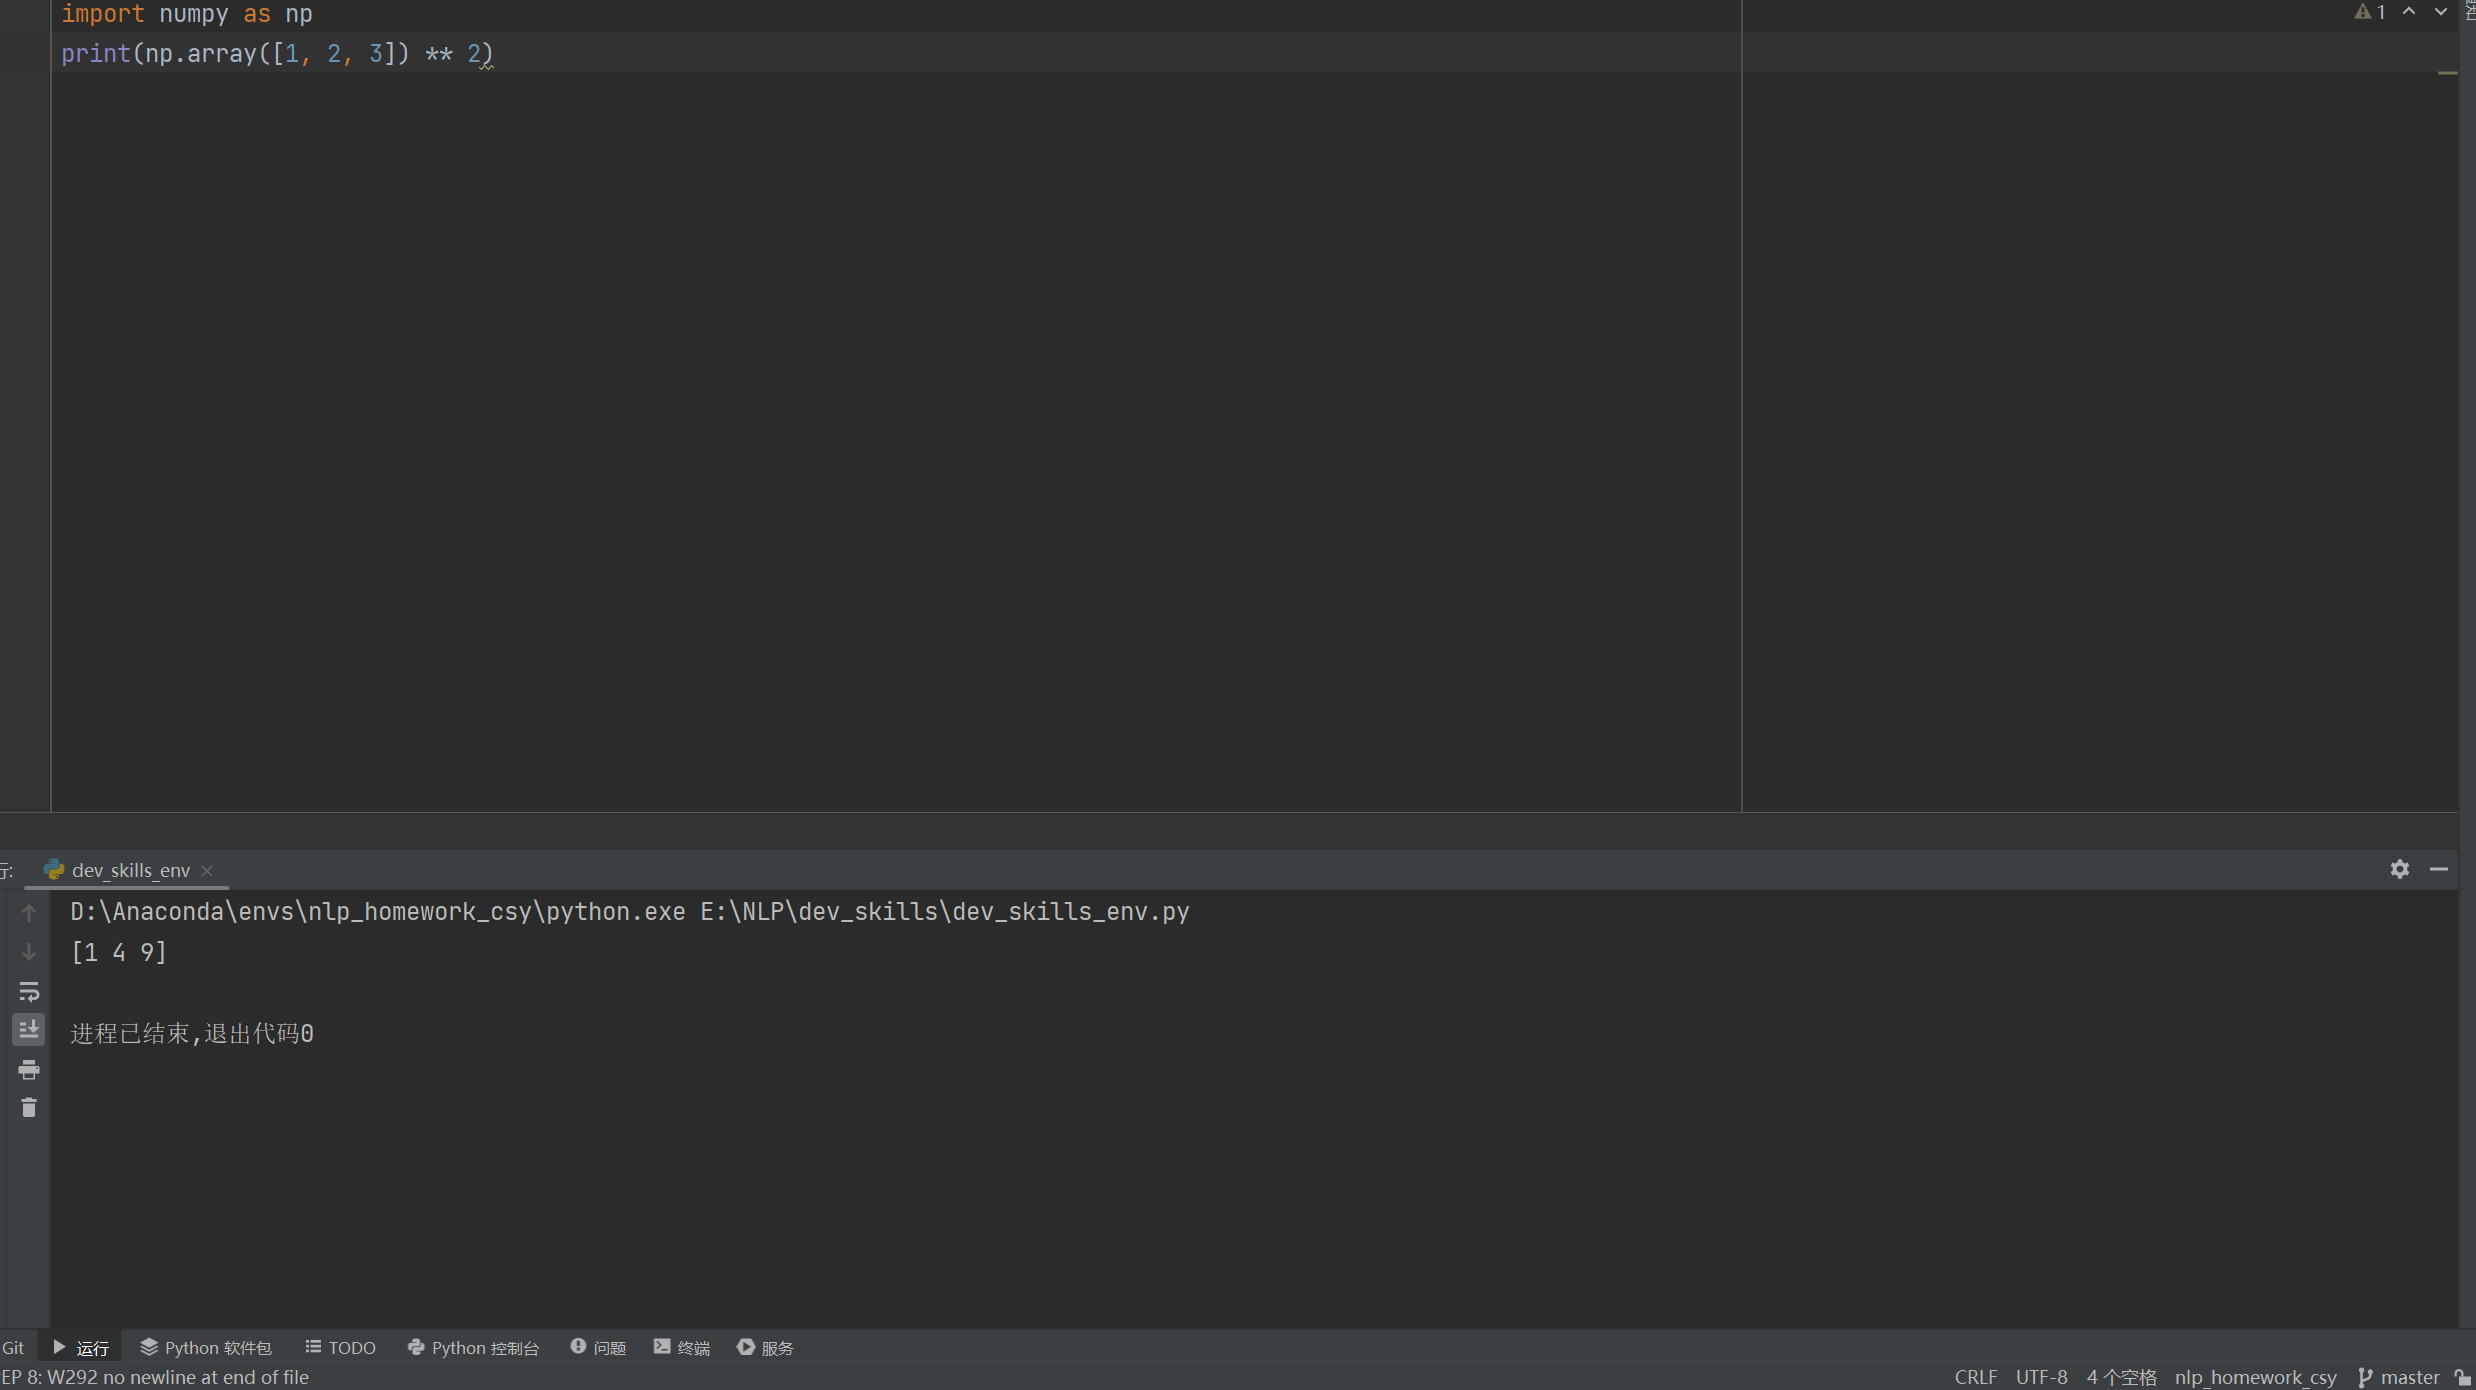 import numpy as np
1
print(np.array([1, 2, 3]) ** 2)
行:
dev_skills_env
D:\Anaconda\envs\nlp_homework_csy\python.exe E:\NLP\dev_skills\dev_skills_env.py
[1 4 9]
进程已结束,退出代码0
Git 运行 Python 软件包 TODO Python 控制台 问题 终端 服务
EP 8: W292 no newline at end of file
CRLF UTF-8 4 个空格 nlp_homework_csy master